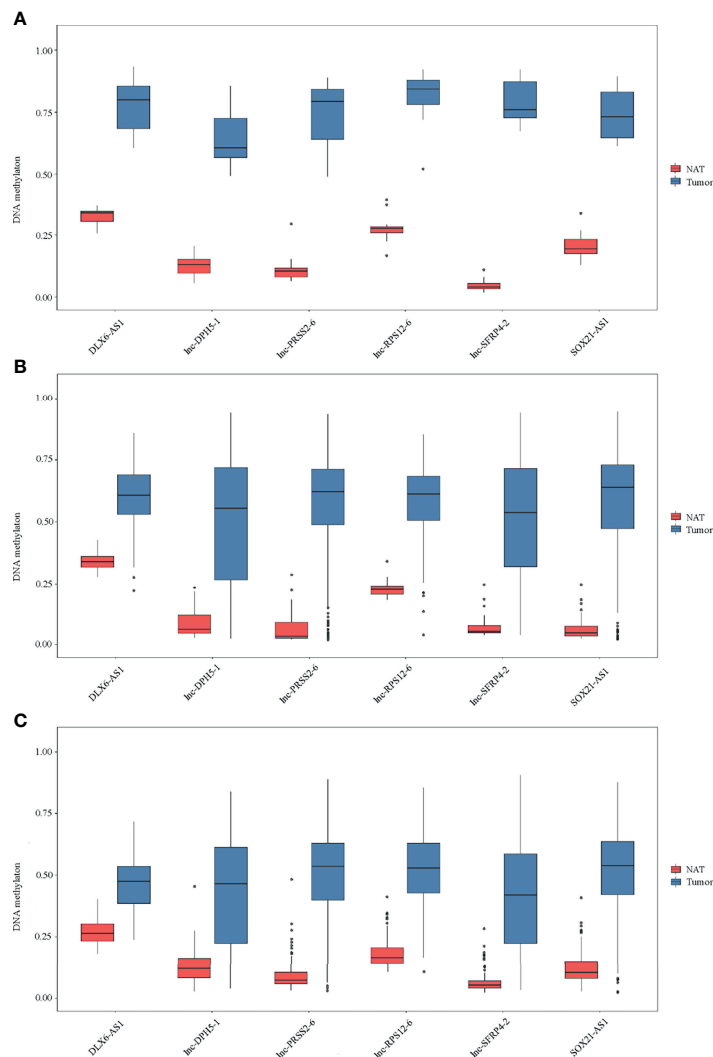 A
1.00
0.75
0.50
0.25
0.00
DNA methylaton
NAT
Tumor
DLX6-AS1
lnc-DPH5-1
lnc-PRSS2-6
lnc-RPS12-6
lnc-SFRP4-2
SOX21-AS1
B
1.00
0.75
0.50
0.25
0.00
DNA methylaton
NAT
Tumor
DLX6-AS1
lnc-DPH5-1
lnc-PRSS2-6
lnc-RPS12-6
lnc-SFRP4-2
SOX21-AS1
C
1.00
0.75
0.50
0.25
0.00
DNA methylaton
NAT
Tumor
DLX6-AS1
lnc-DPH5-1
lnc-PRSS2-6
lnc-RPS12-6
lnc-SFRP4-2
SOX21-AS1